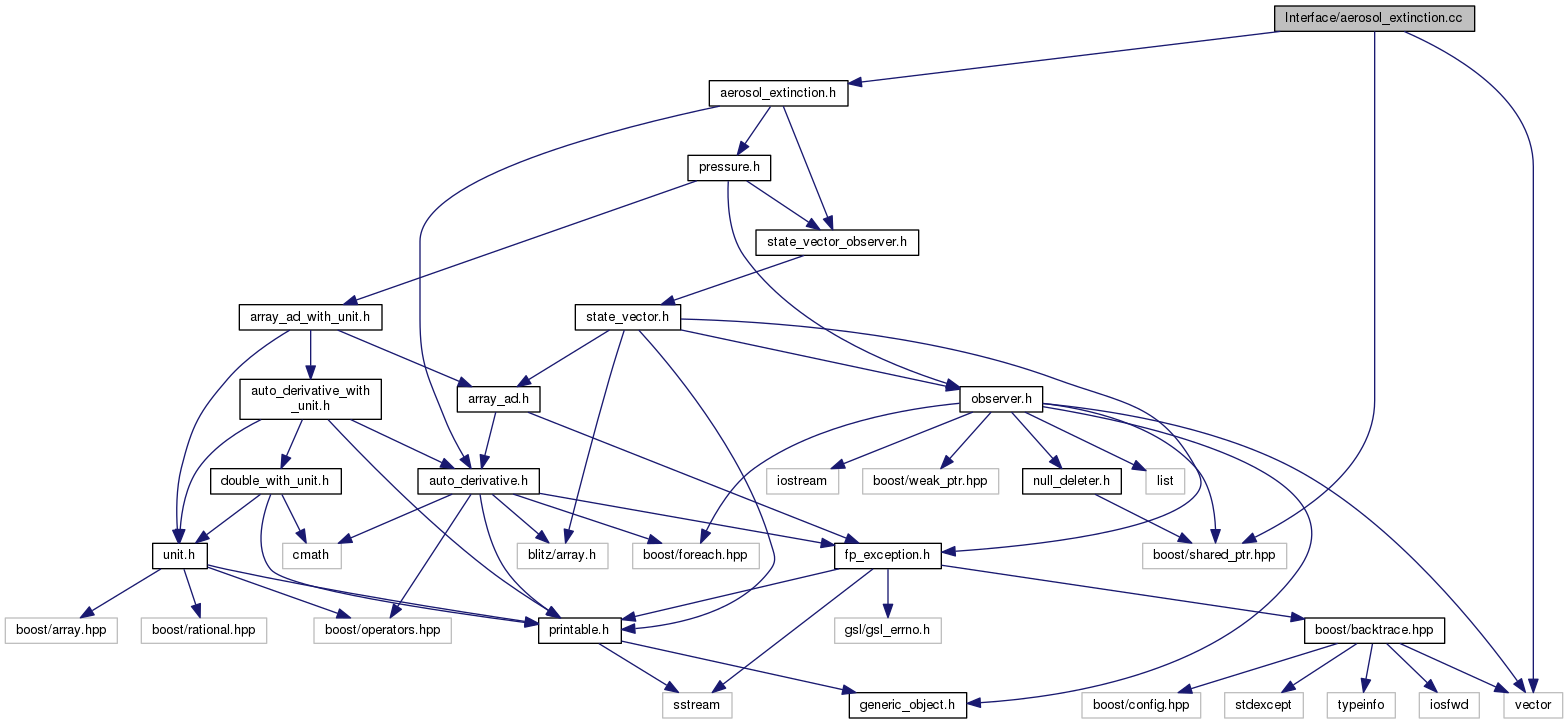 Interface/aerosol_extinction.cc
aerosol_extinction.h
pressure.h
state_vector_observer.h
array_ad_with_unit.h
state_vector.h
auto_derivative_with
_unit.h
array_ad.h
observer.h
double_with_unit.h
auto_derivative.h
iostream
boost/weak_ptr.hpp
null_deleter.h
list
unit.h
cmath
blitz/array.h
boost/foreach.hpp
fp_exception.h
boost/shared_ptr.hpp
boost/array.hpp
boost/rational.hpp
boost/operators.hpp
printable.h
gsl/gsl_errno.h
boost/backtrace.hpp
sstream
generic_object.h
boost/config.hpp
stdexcept
typeinfo
iosfwd
vector